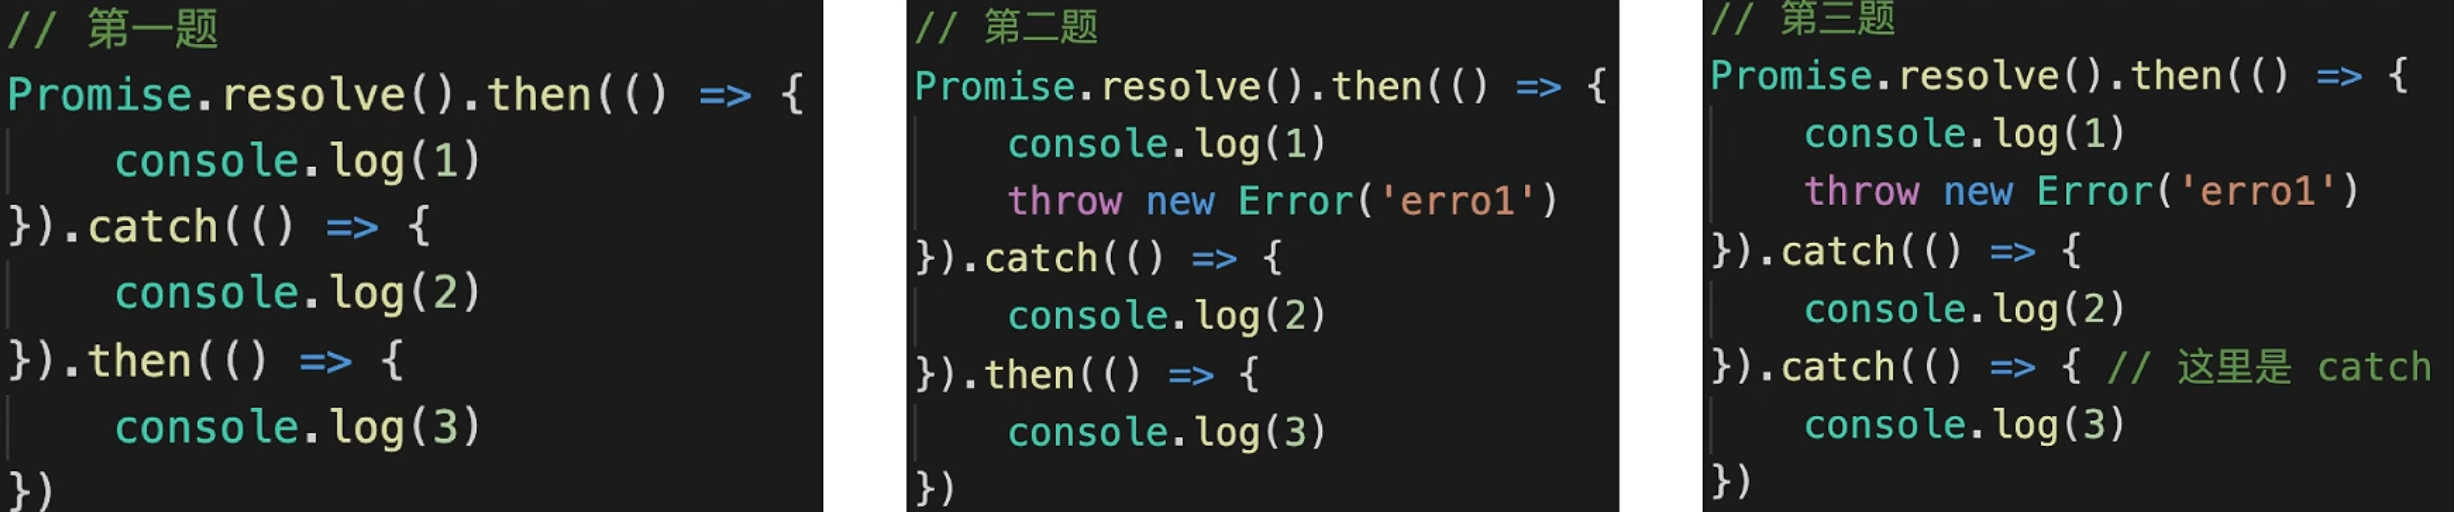 // 第一题
Promise.resolve().then(() => {
    console.log(1)
}).catch(() => {
    console.log(2)
}).then(() => {
    console.log(3)
})
// 第二题
Promise.resolve().then(() => {
    console.log(1)
    throw new Error('erro1')
}).catch(() => {
    console.log(2)
}).then(() => {
    console.log(3)
})
// 第三题
Promise.resolve().then(() => {
    console.log(1)
    throw new Error('erro1')
}).catch(() => {
    console.log(2)
}).catch(() => { // 这里是 catch
    console.log(3)
})